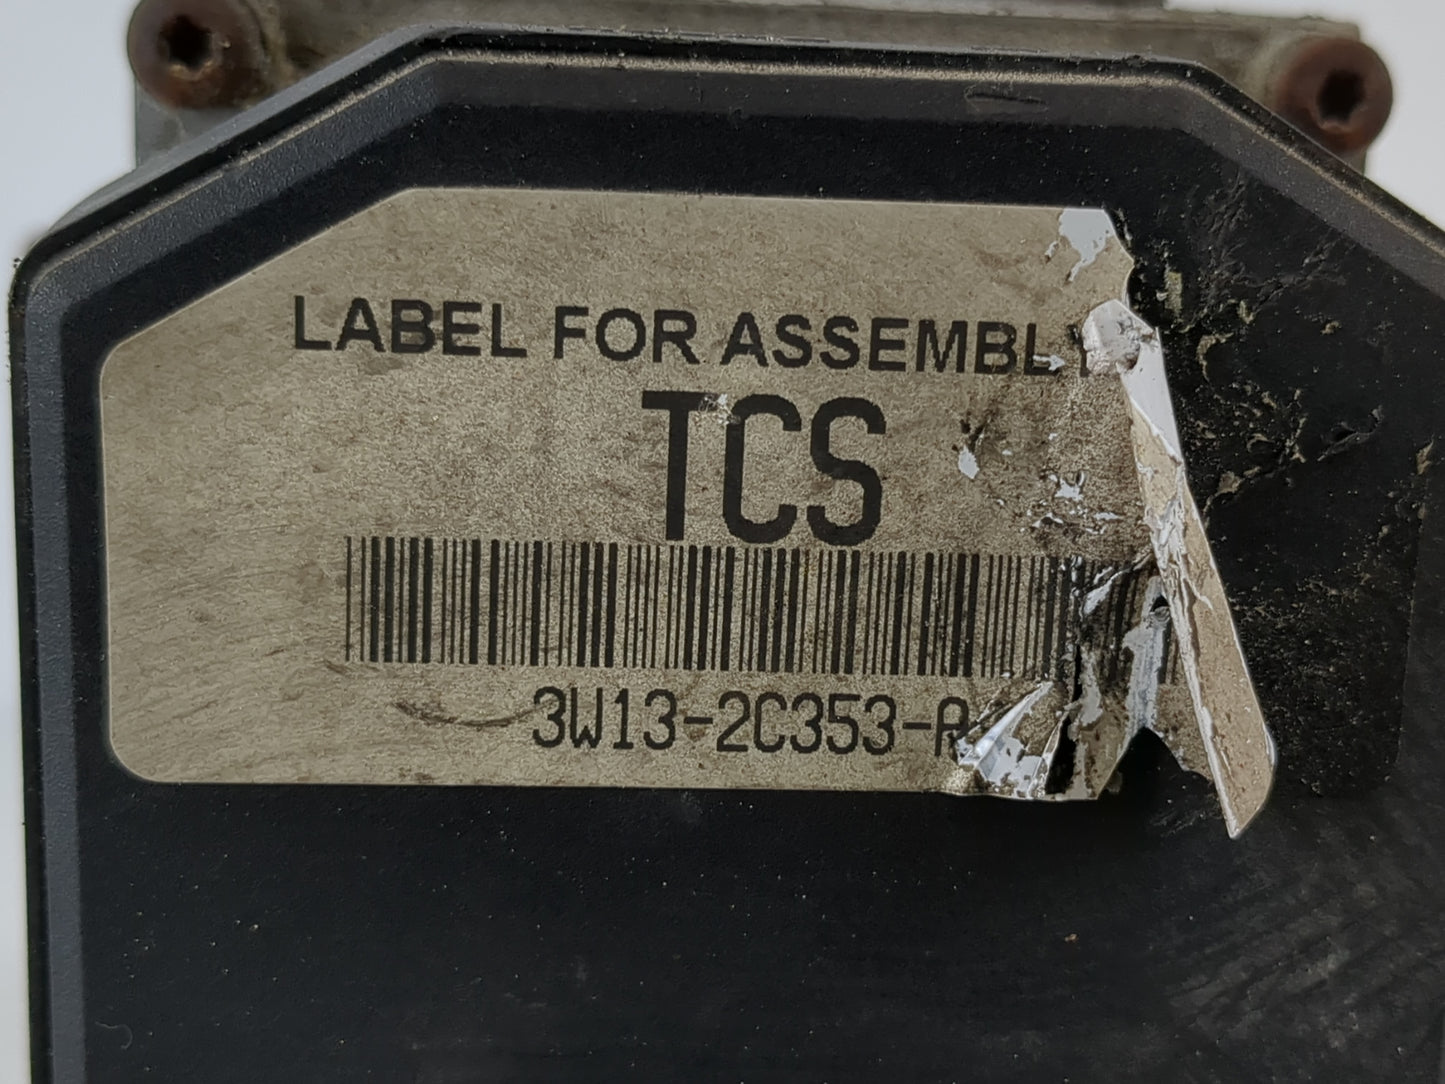 LABEL FOR ASSEMBL
TCS
3W13-2C353-A